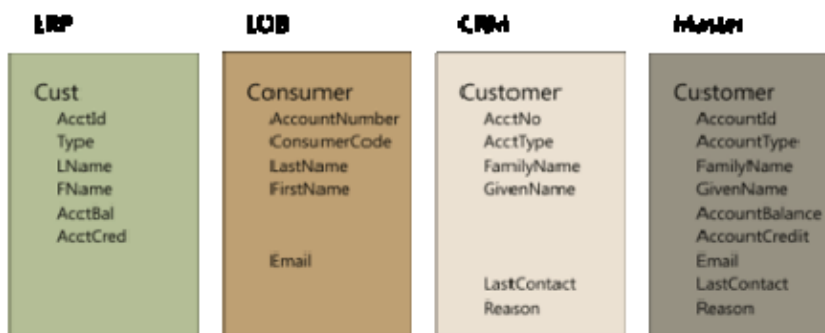 ERP
Cust
AcctId
Type
LName
FName
AcctBal
AcctCred
LOB
Consumer
AccountNumber
ConsumerCode
LastName
FirstName
Email
CRM
Customer
AcctNo
AcctType
FamilyName
GivenName
LastContact
Reason
Master
Customer
AccountId
AccountType
FamilyName
GivenName
AccountBalance
AccountCredit
Email
LastContact
Reason